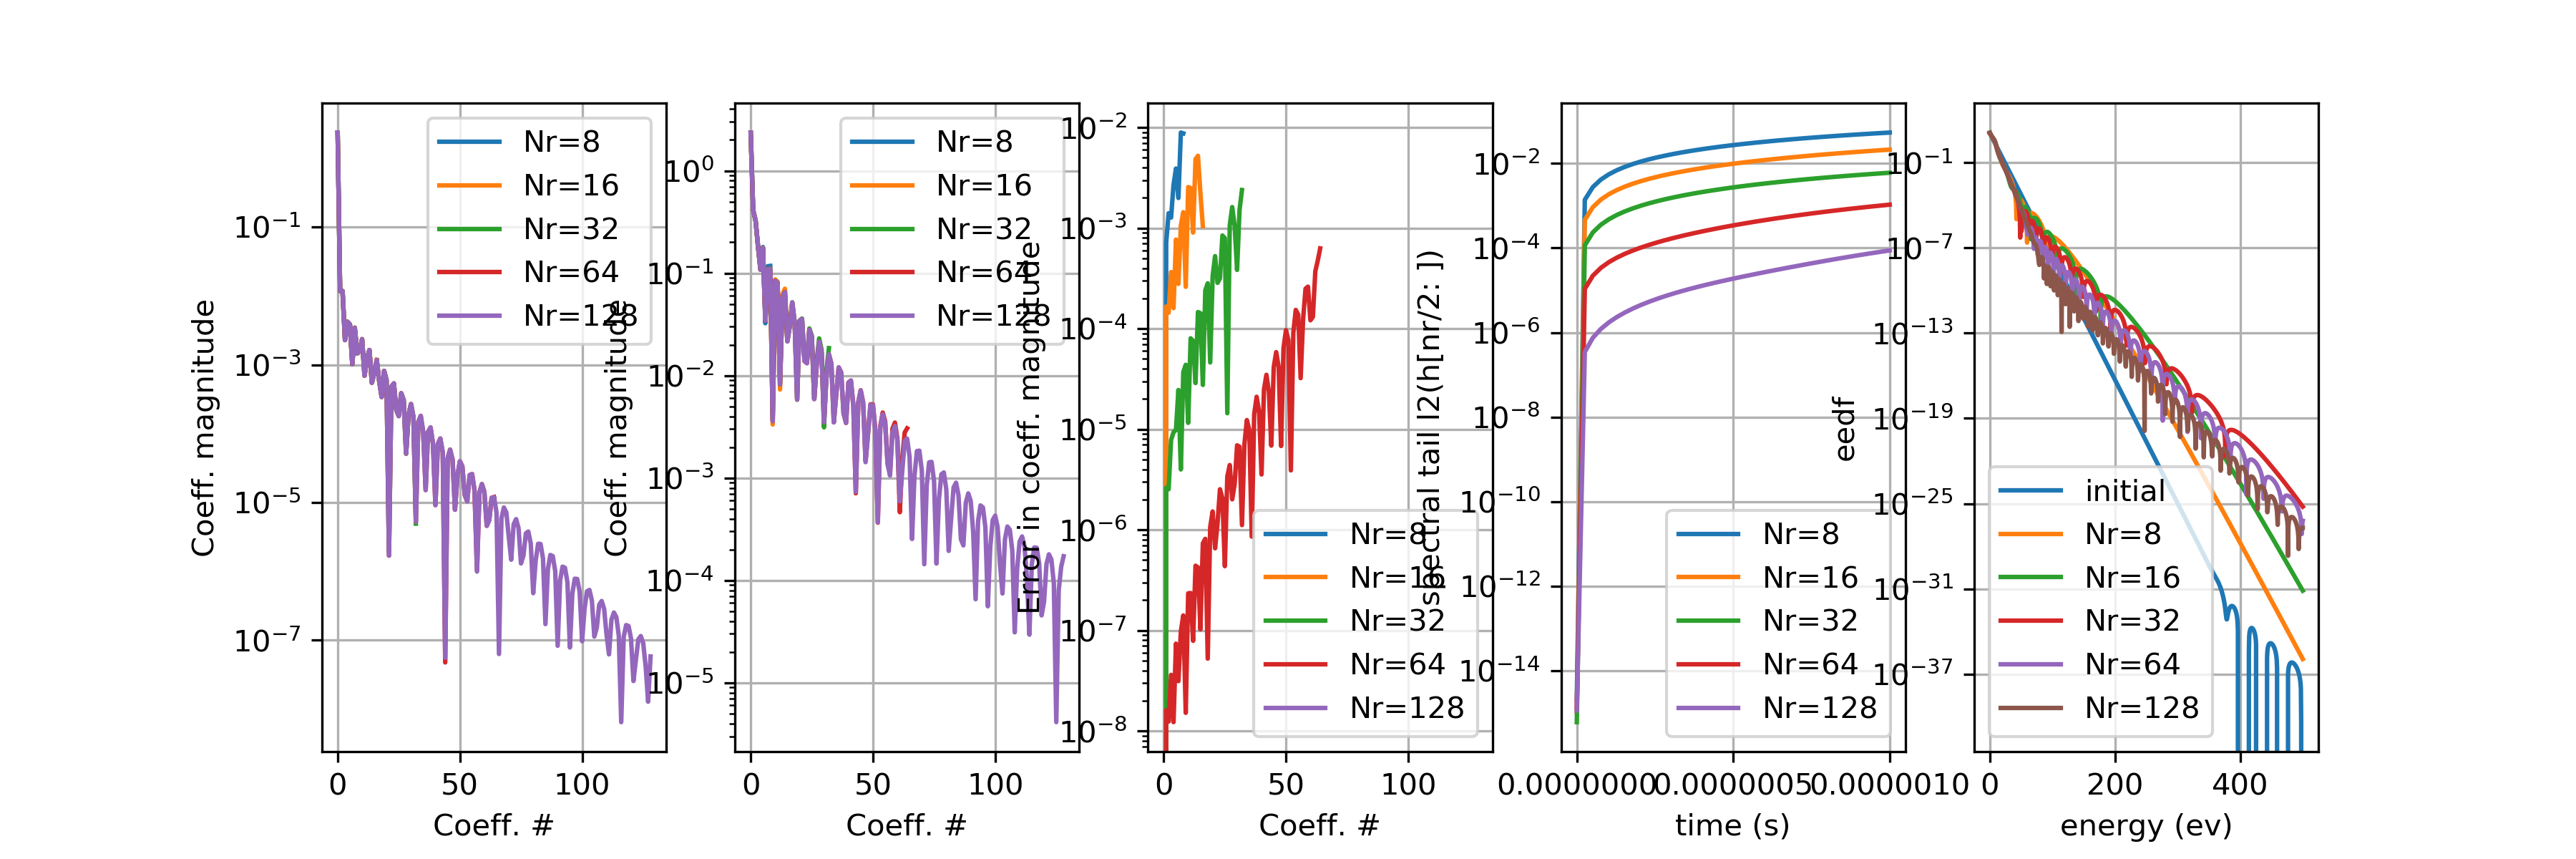 Coeff. magnitude
10⁻¹
10⁻³
10⁻⁵
10⁻⁷
Nr=8
Nr=16
Nr=32
Nr=64
Nr=128
0 50 100
Coeff. #
Coeff. magnitude
10⁰
10⁻¹
10⁻²
10⁻³
10⁻⁴
10⁻⁵
Nr=8
Nr=16
Nr=32
Nr=64
Nr=128
0 50 100
Coeff. #
Error in coeff. magnitude
10⁻²
10⁻³
10⁻⁴
10⁻⁵
10⁻⁶
10⁻⁷
10⁻⁸
Nr=8
Nr=16
Nr=32
Nr=64
Nr=128
0 50 100
Coeff. #
spectral tail l2(h[nr/2: ])
10⁻²
10⁻⁴
10⁻⁶
10⁻⁸
10⁻¹⁰
10⁻¹²
10⁻¹⁴
Nr=8
Nr=16
Nr=32
Nr=64
Nr=128
0.0000000 0.0000005 0.0000010
time (s)
eedf
10⁻¹
10⁻⁷
10⁻¹³
10⁻¹⁹
10⁻²⁵
10⁻³¹
10⁻³⁷
initial
Nr=8
Nr=16
Nr=32
Nr=64
Nr=128
0 200 400
energy (ev)